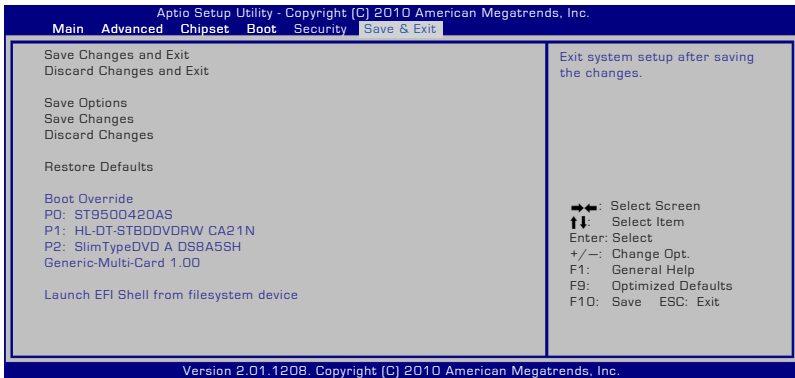 Aptio Setup Utility - Copyright (C) 2010 American Megatrends, Inc.
Main Advanced Chipset Boot Security Save & Exit
Save Changes and Exit
Discard Changes and Exit
Save Options
Save Changes
Discard Changes
Restore Defaults
Boot Override
P0: ST9500420AS
P1: HL-DT-STBDDVDRW CA21N
P2: SlimTypeDVD A DS8A5SH
Generic-Multi-Card 1.00
Launch EFI Shell from filesystem device
Exit system setup after saving
the changes.
→←: Select Screen
↑↓: Select Item
Enter: Select
+/—: Change Opt.
F1: General Help
F9: Optimized Defaults
F10: Save ESC: Exit
Version 2.01.1208. Copyright (C) 2010 American Megatrends, Inc.